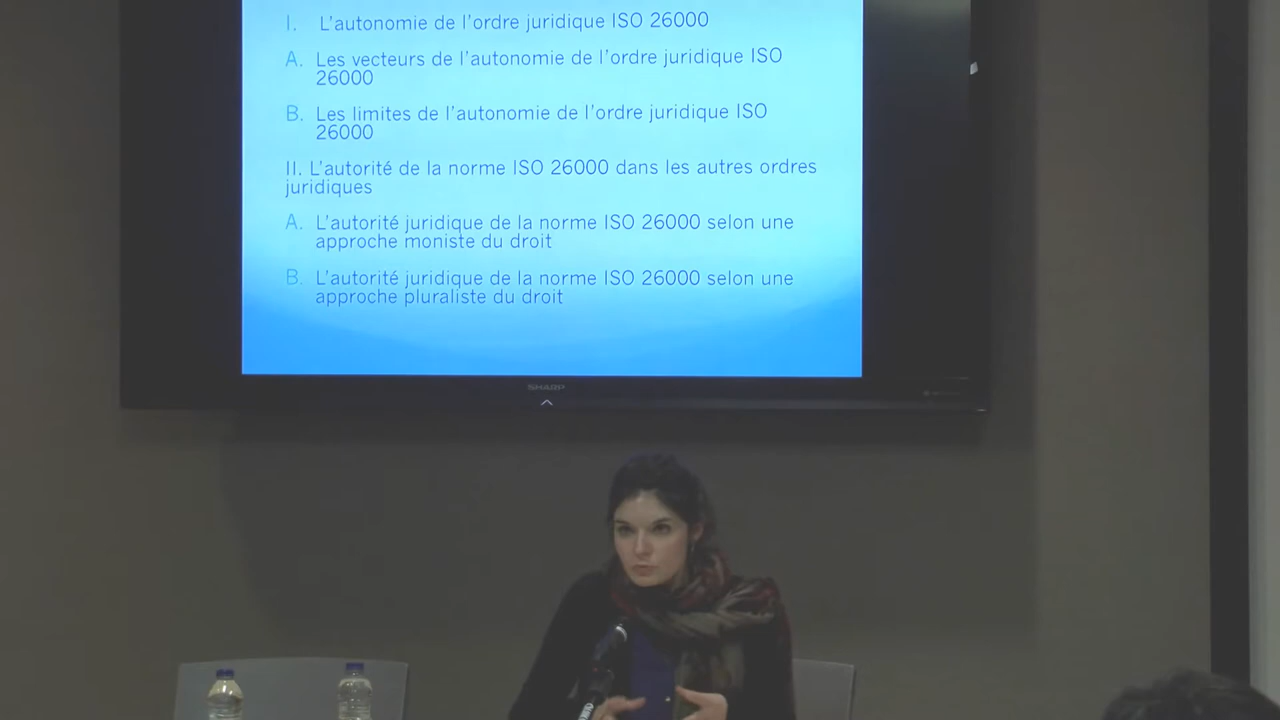 I. L'autonomie de l'ordre juridique ISO 26000
A. Les vecteurs de l'autonomie de l'ordre juridique ISO
26000
B. Les limites de l'autonomie de l'ordre juridique ISO
26000
II. L'autorité de la norme ISO 26000 dans les autres ordres
juridiques
A. L'autorité juridique de la norme ISO 26000 selon une
approche moniste du droit
B. L'autorité juridique de la norme ISO 26000 selon une
approche pluraliste du droit
SHARP